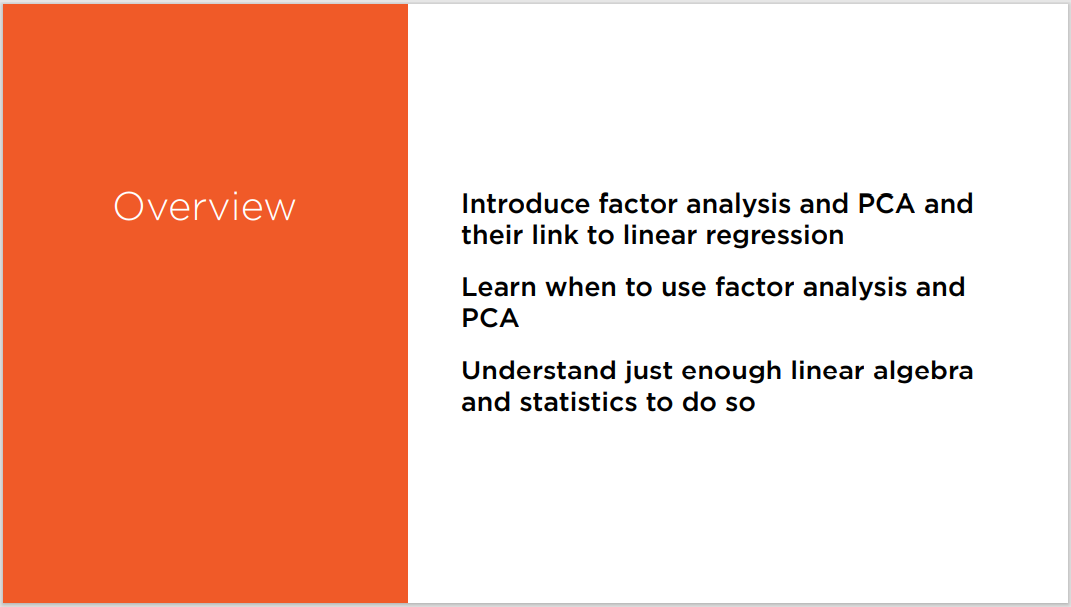 Overview
Introduce factor analysis and PCA and
their link to linear regression
Learn when to use factor analysis and
PCA
Understand just enough linear algebra
and statistics to do so